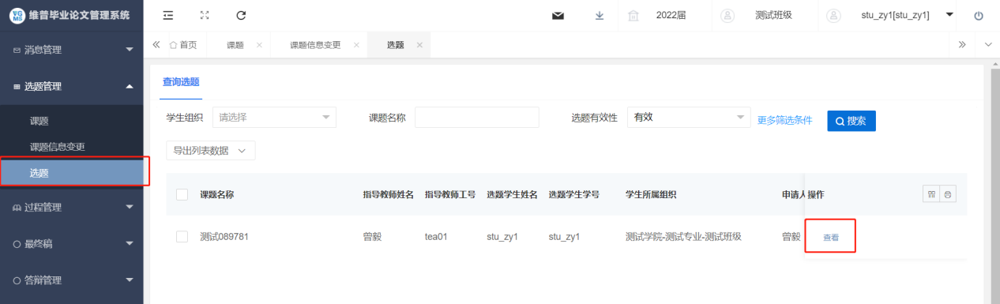 VGMS 维普毕业论文管理系统
2022届 测试班级 stu_zy1[stu_zy1]
首页 课题 课题信息变更 选题
消息管理
选题管理
课题
课题信息变更
选题
过程管理
最终稿
答辩管理
查询选题
学生组织 请选择 课题名称 选题有效性 有效 更多筛选条件 搜索
导出列表数据
课题名称 指导教师姓名 指导教师工号 选题学生姓名 选题学生学号 学生所属组织 申请人 操作
测试089781 曾毅 tea01 stu_zy1 stu_zy1 测试学院-测试专业-测试班级 曾毅 查看